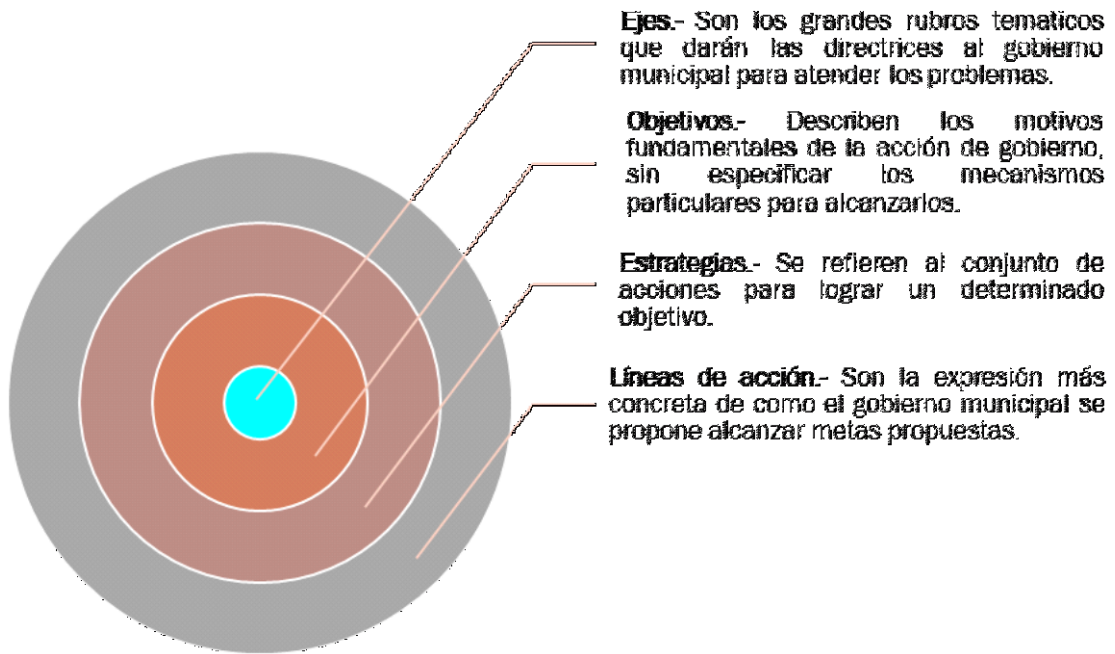 Ejes.- Son los grandes rubros tematicos
que darán las directrices al gobierno
municipal para atender los problemas.
Objetivos.- Describen los motivos
fundamentales de la acción de gobierno,
sin especificar los mecanismos
particulares para alcanzarlos.
Estrategias.- Se refieren al conjunto de
acciones para lograr un determinado
objetivo.
Líneas de acción.- Son la expresión más
concreta de como el gobierno municipal se
propone alcanzar metas propuestas.